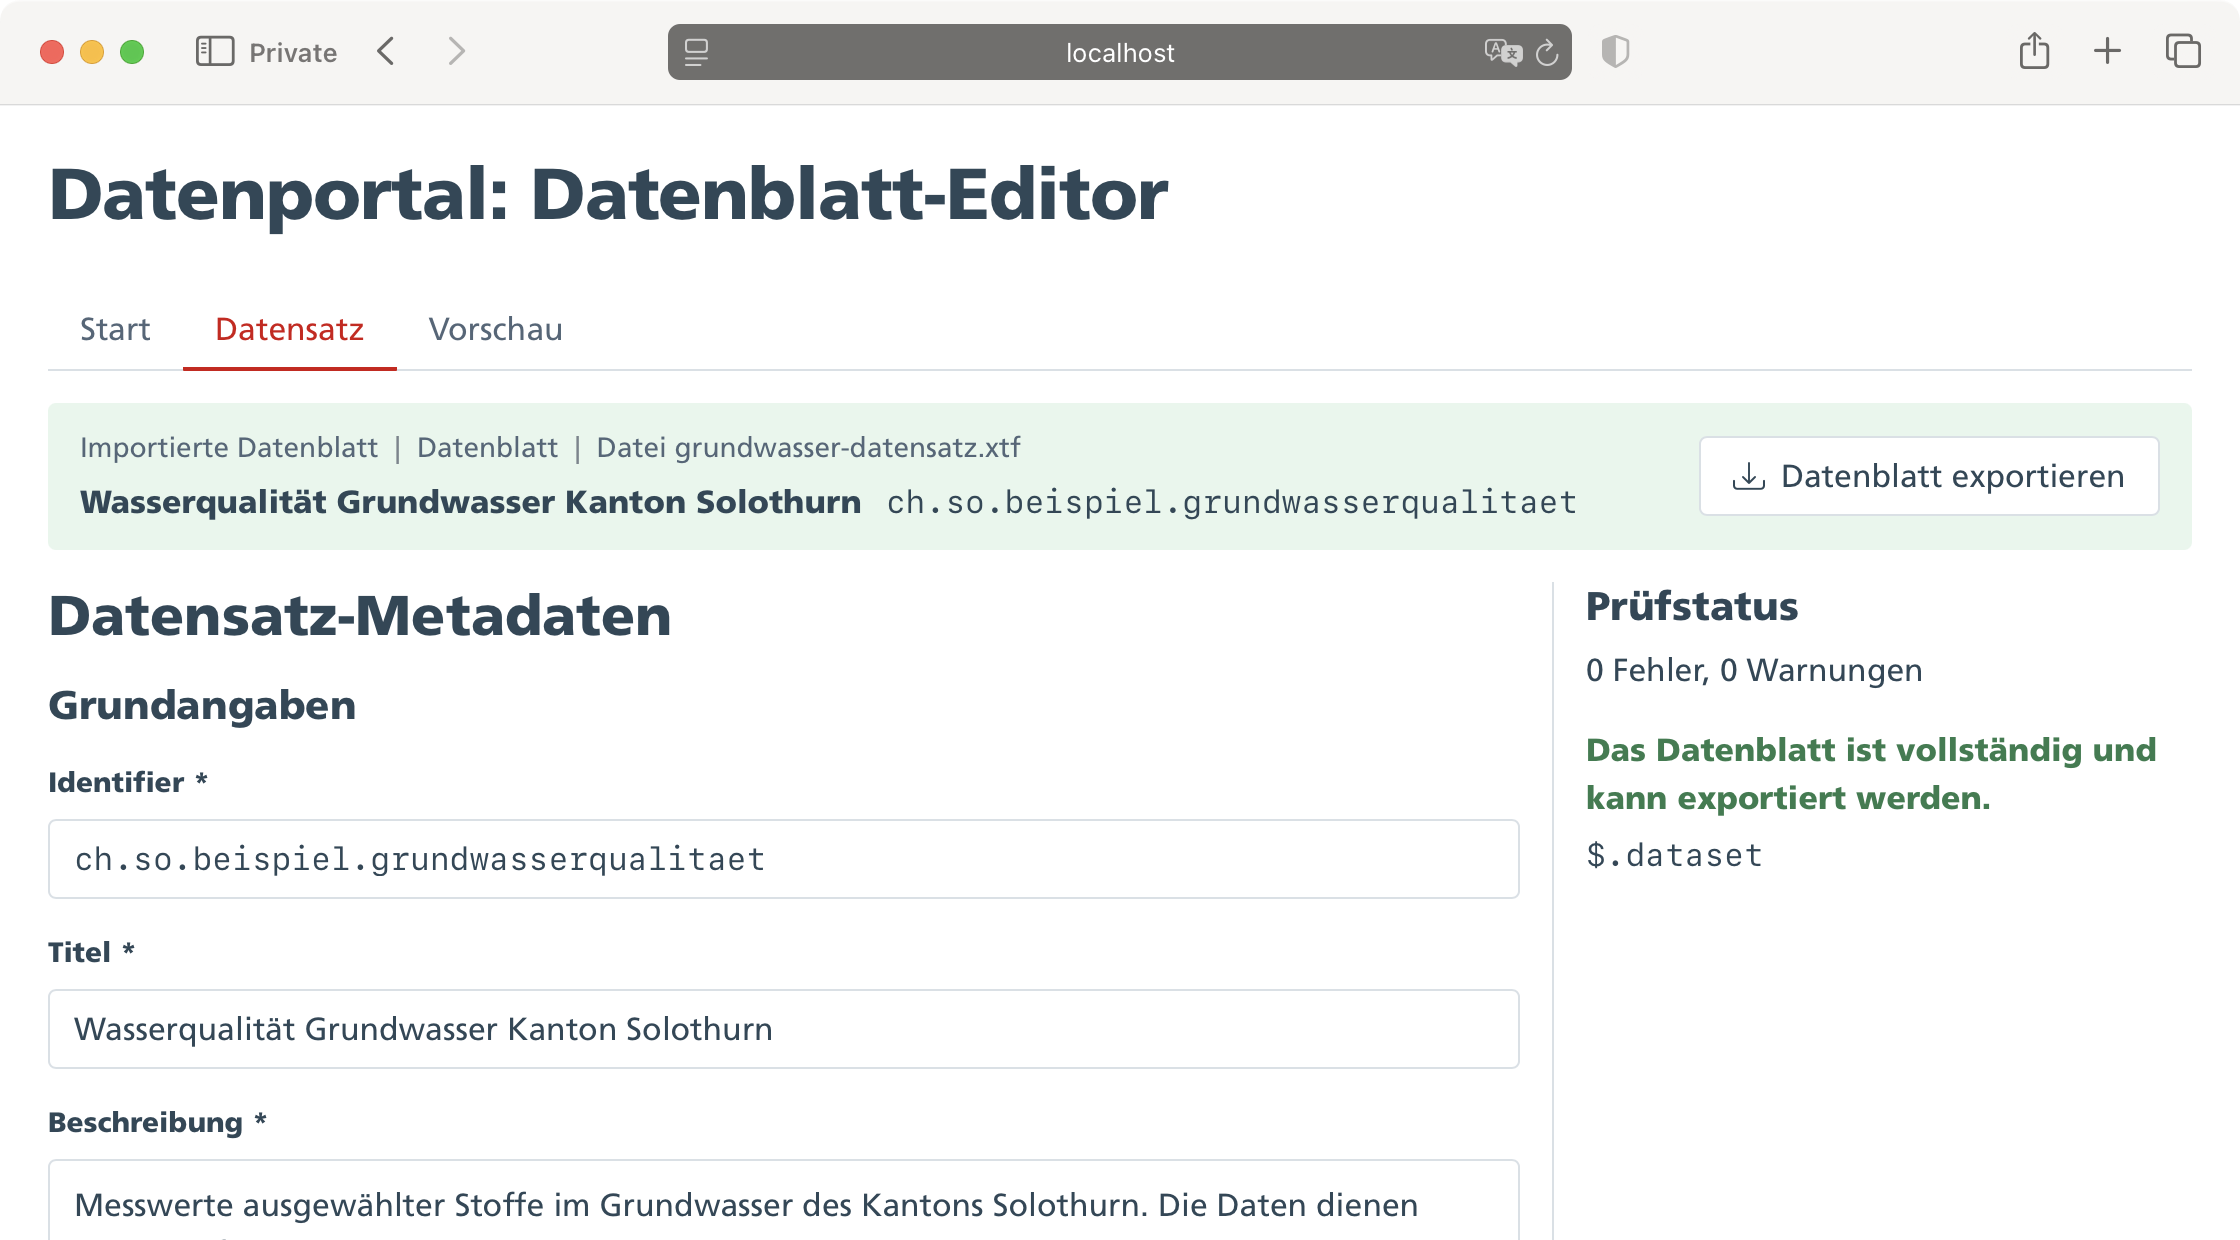 Private
localhost
Datenportal: Datenblatt-Editor
Start Datensatz Vorschau
Importierte Datenblatt | Datenblatt | Datei grundwasser-datensatz.xtf
Wasserqualität Grundwasser Kanton Solothurn ch.so.beispiel.grundwasserqualitaet
Datenblatt exportieren
Datensatz-Metadaten
Grundangaben
Identifier *
ch.so.beispiel.grundwasserqualitaet
Titel *
Wasserqualität Grundwasser Kanton Solothurn
Beschreibung *
Messwerte ausgewählter Stoffe im Grundwasser des Kantons Solothurn. Die Daten dienen
Prüfstatus
0 Fehler, 0 Warnungen
Das Datenblatt ist vollständig und
kann exportiert werden.
$.dataset